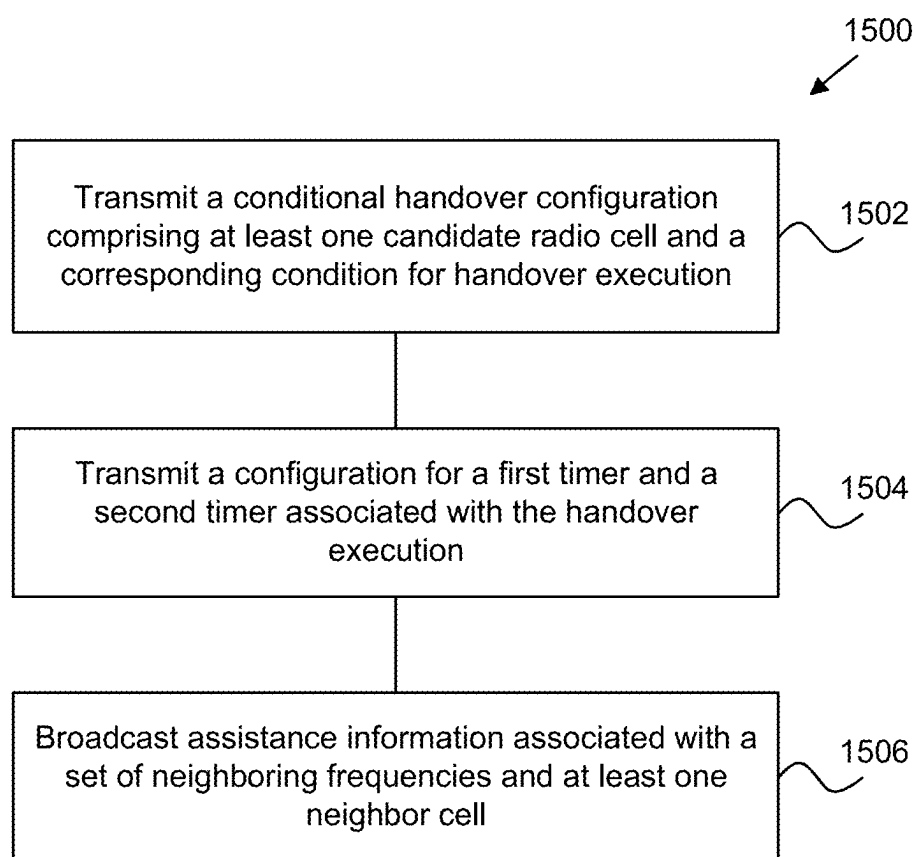 1500
Transmit a conditional handover configuration
comprising at least one candidate radio cell and a
corresponding condition for handover execution
1502
Transmit a configuration for a first timer and a
second timer associated with the handover
execution
1504
Broadcast assistance information associated with a
set of neighboring frequencies and at least one
neighbor cell
1506